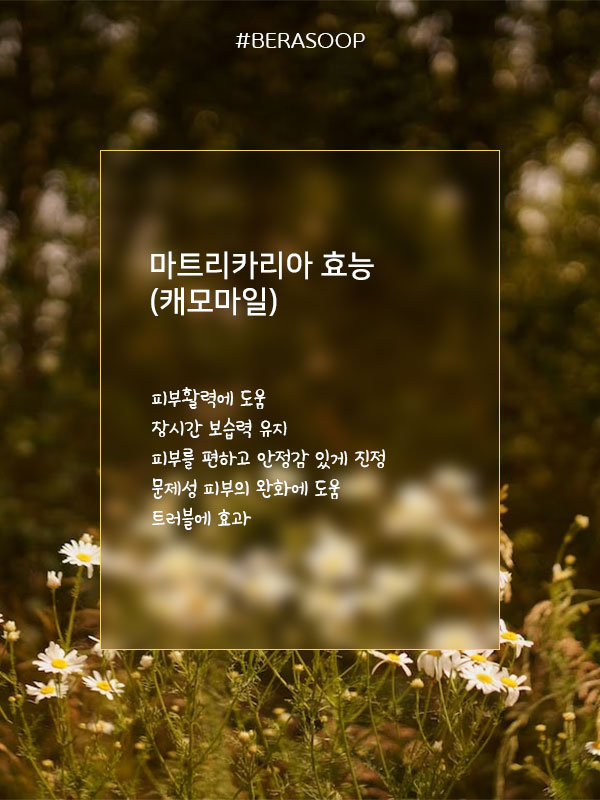 #BERASOOP
마트리카리아 효능
(캐모마일)
피부활력에 도움
장시간 보습력 유지
피부를 편하고 안정감 있게 진정
문제성 피부의 완화에 도움
트러블에 효과